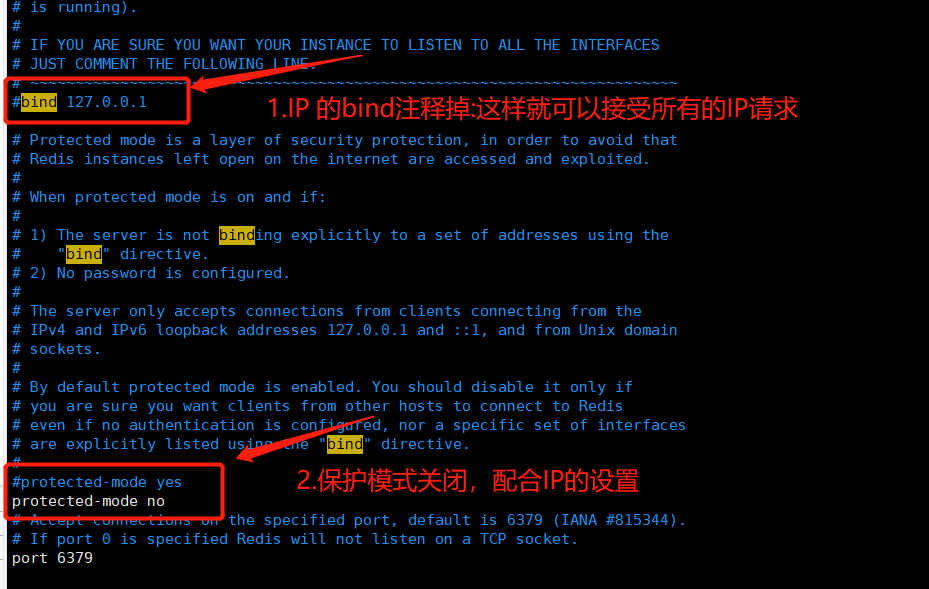 # is running).
#
# IF YOU ARE SURE YOU WANT YOUR INSTANCE TO LISTEN TO ALL THE INTERFACES
# JUST COMMENT THE FOLLOWING LINE.
# ~~~~~~~~~~~~~~~~~~~~~~~~~~~~~~~~~~~~~~~~~~~~~~~~~~~~~~~~~~~~~~~~~~~~~~~~
#bind 127.0.0.1
1.IP 的bind注释掉:这样就可以接受所有的IP请求
# Protected mode is a layer of security protection, in order to avoid that
# Redis instances left open on the internet are accessed and exploited.
#
# When protected mode is on and if:
#
# 1) The server is not binding explicitly to a set of addresses using the
#    "bind" directive.
# 2) No password is configured.
#
# The server only accepts connections from clients connecting from the
# IPv4 and IPv6 loopback addresses 127.0.0.1 and ::1, and from Unix domain
# sockets.
#
# By default protected mode is enabled. You should disable it only if
# you are sure you want clients from other hosts to connect to Redis
# even if no authentication is configured, nor a specific set of interfaces
# are explicitly listed using the "bind" directive.
#
#protected-mode yes
2.保护模式关闭，配合IP的设置
protected-mode no
# Accept connections on the specified port, default is 6379 (IANA #815344).
# If port 0 is specified Redis will not listen on a TCP socket.
port 6379